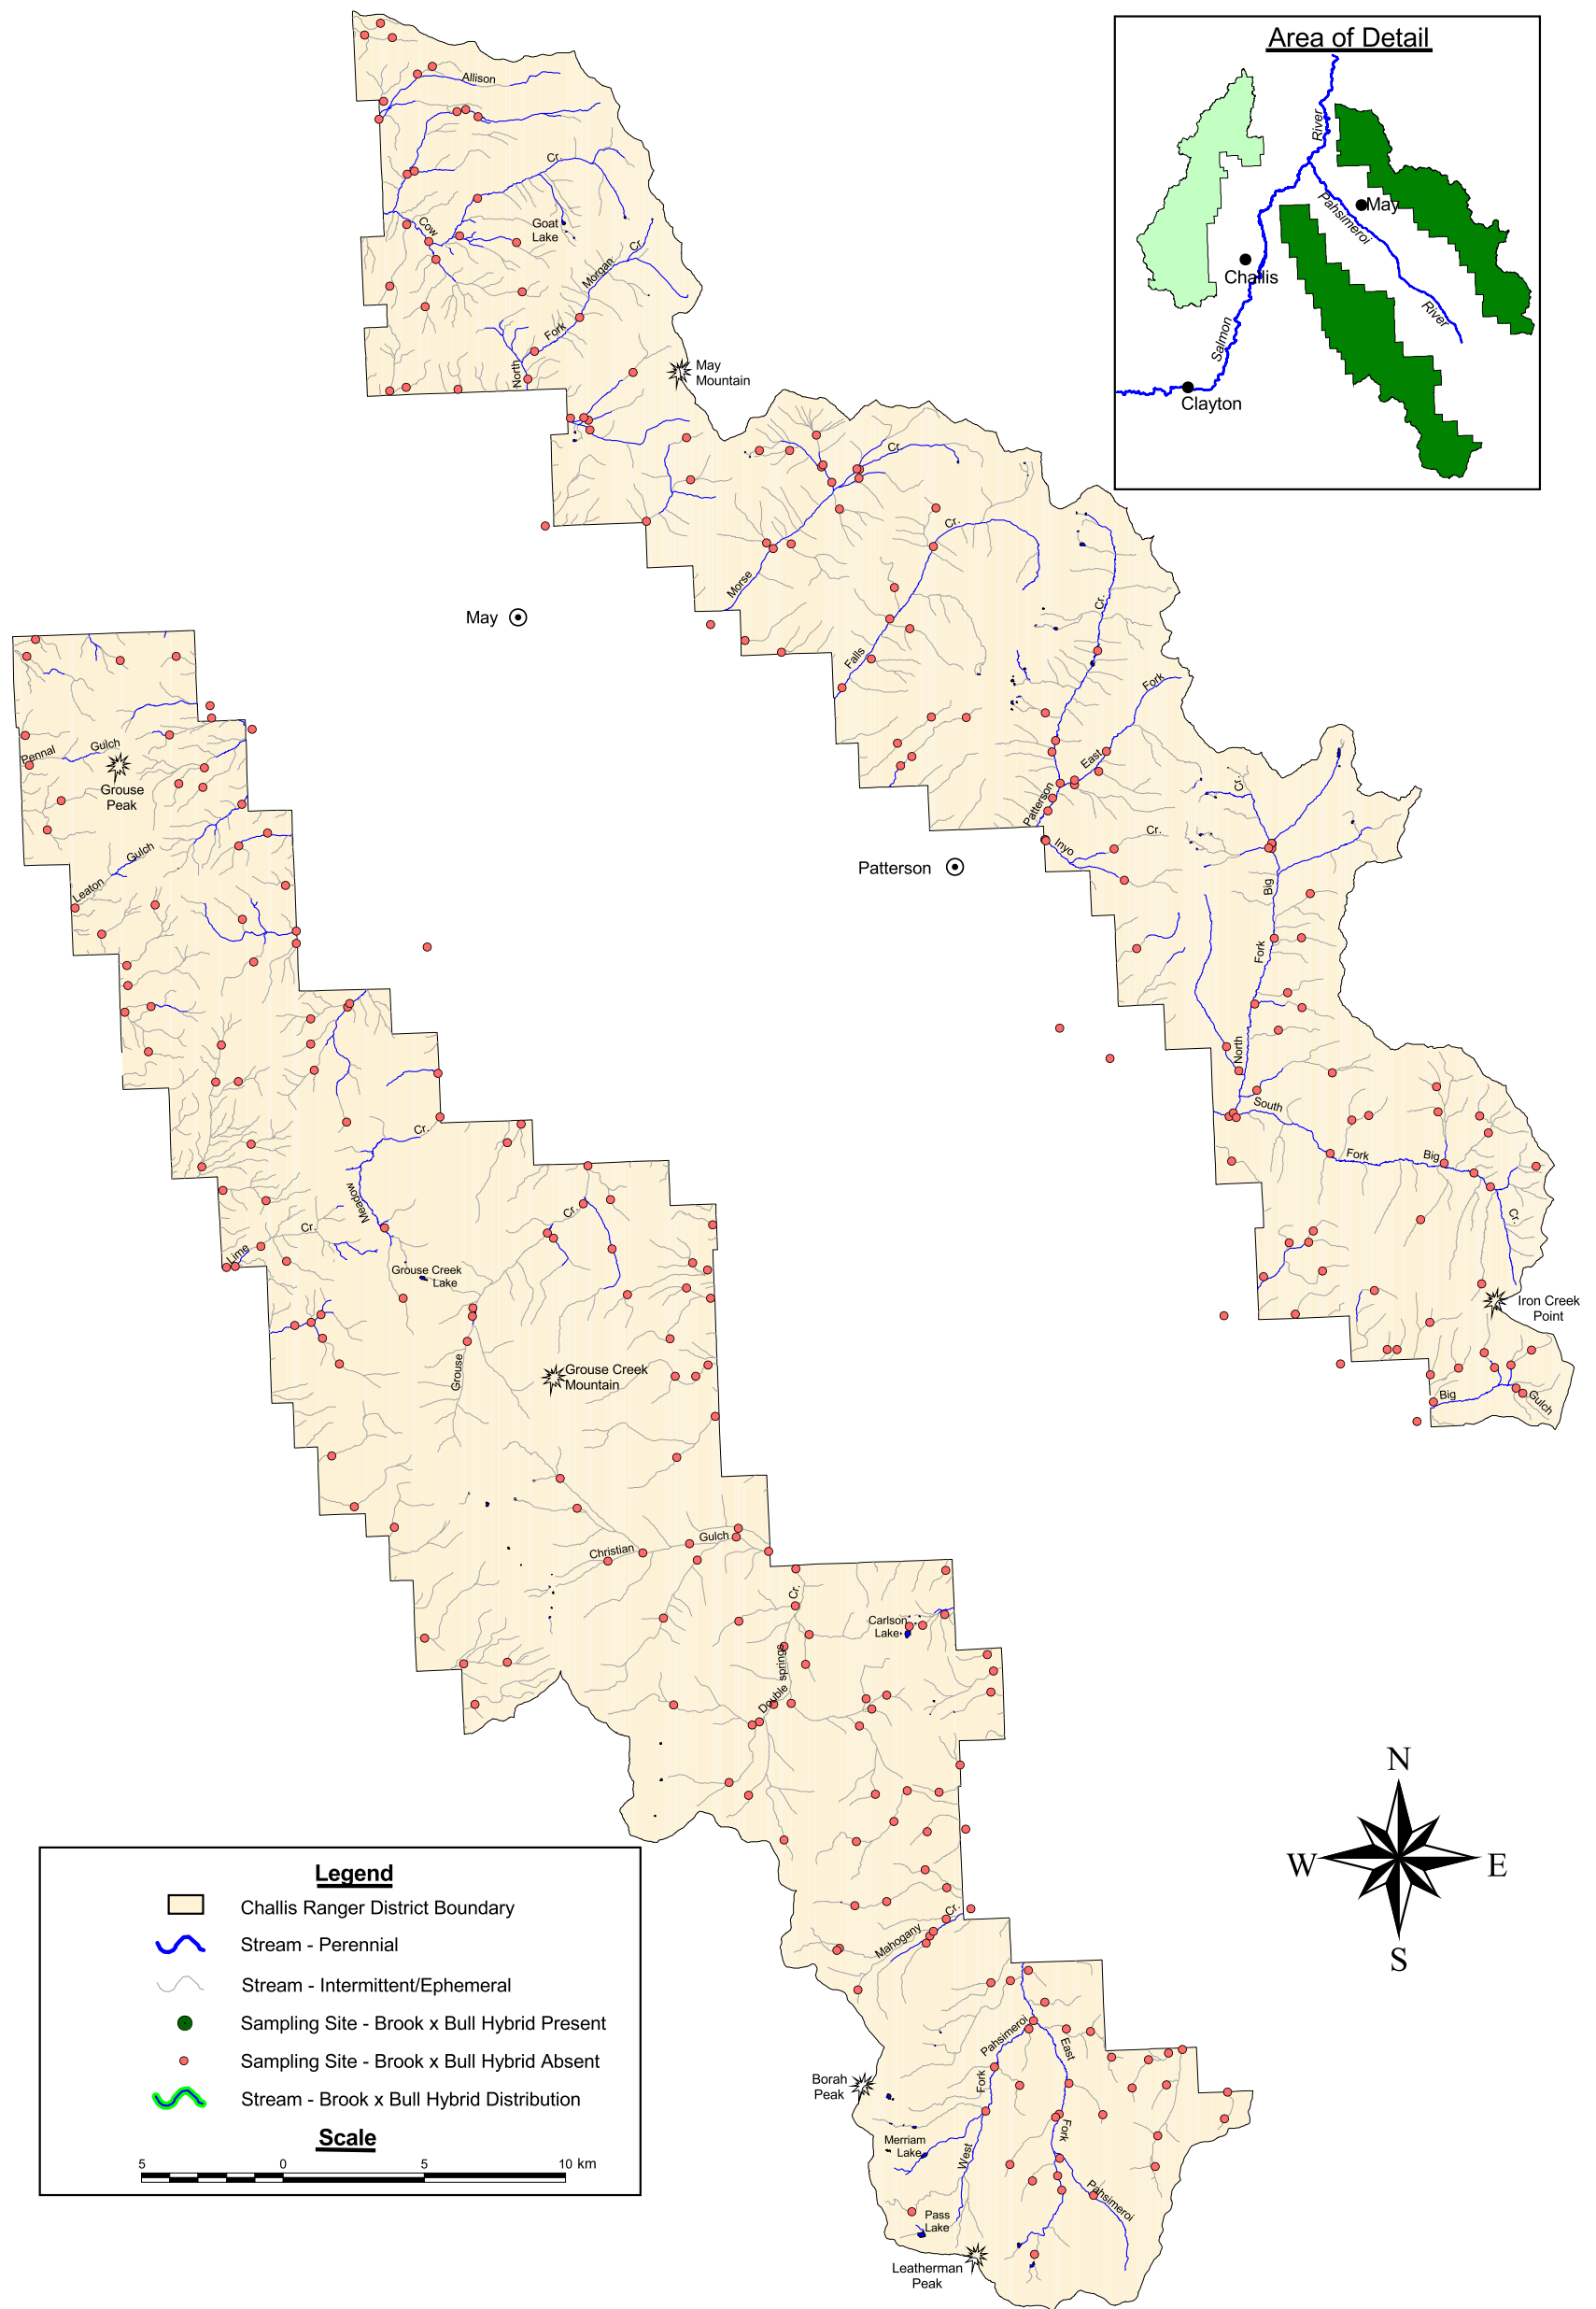 Area of Detail
River
Pahsimeroi
May
Challis
River
Salmon
Clayton
Allison
Cr.
Cow
Goat
Lake
Cr.
Morgan
Fork
North
May
Mountain
Cr.
Cr.
Morse
May
Falls
Cr.
Fork
East
Patterson
Cr.
Inyo
Cr.
Patterson
Big
Fork
North
South
Fork
Big
Cr.
Iron Creek
Point
Big
Gulch
Pennal
Gulch
Grouse
Peak
Gulch
Leaton
Cr.
Meadow
Cr.
Lime
Cr.
Grouse Creek
Lake
Grouse
Grouse Creek
Mountain
Christian
Gulch
Cr.
springs
Double
Carlson
Lake
Mahogany
Cr.
Pahsimeroi
East
Fork
Borah
Peak
Merriam
Lake
West
Fork
Pahsimeroi
Pass
Lake
Leatherman
Peak
N
W
E
S
Legend
Challis Ranger District Boundary
Stream - Perennial
Stream - Intermittent/Ephemeral
Sampling Site - Brook x Bull Hybrid Present
Sampling Site - Brook x Bull Hybrid Absent
Stream - Brook x Bull Hybrid Distribution
Scale
5 0 5 10 km